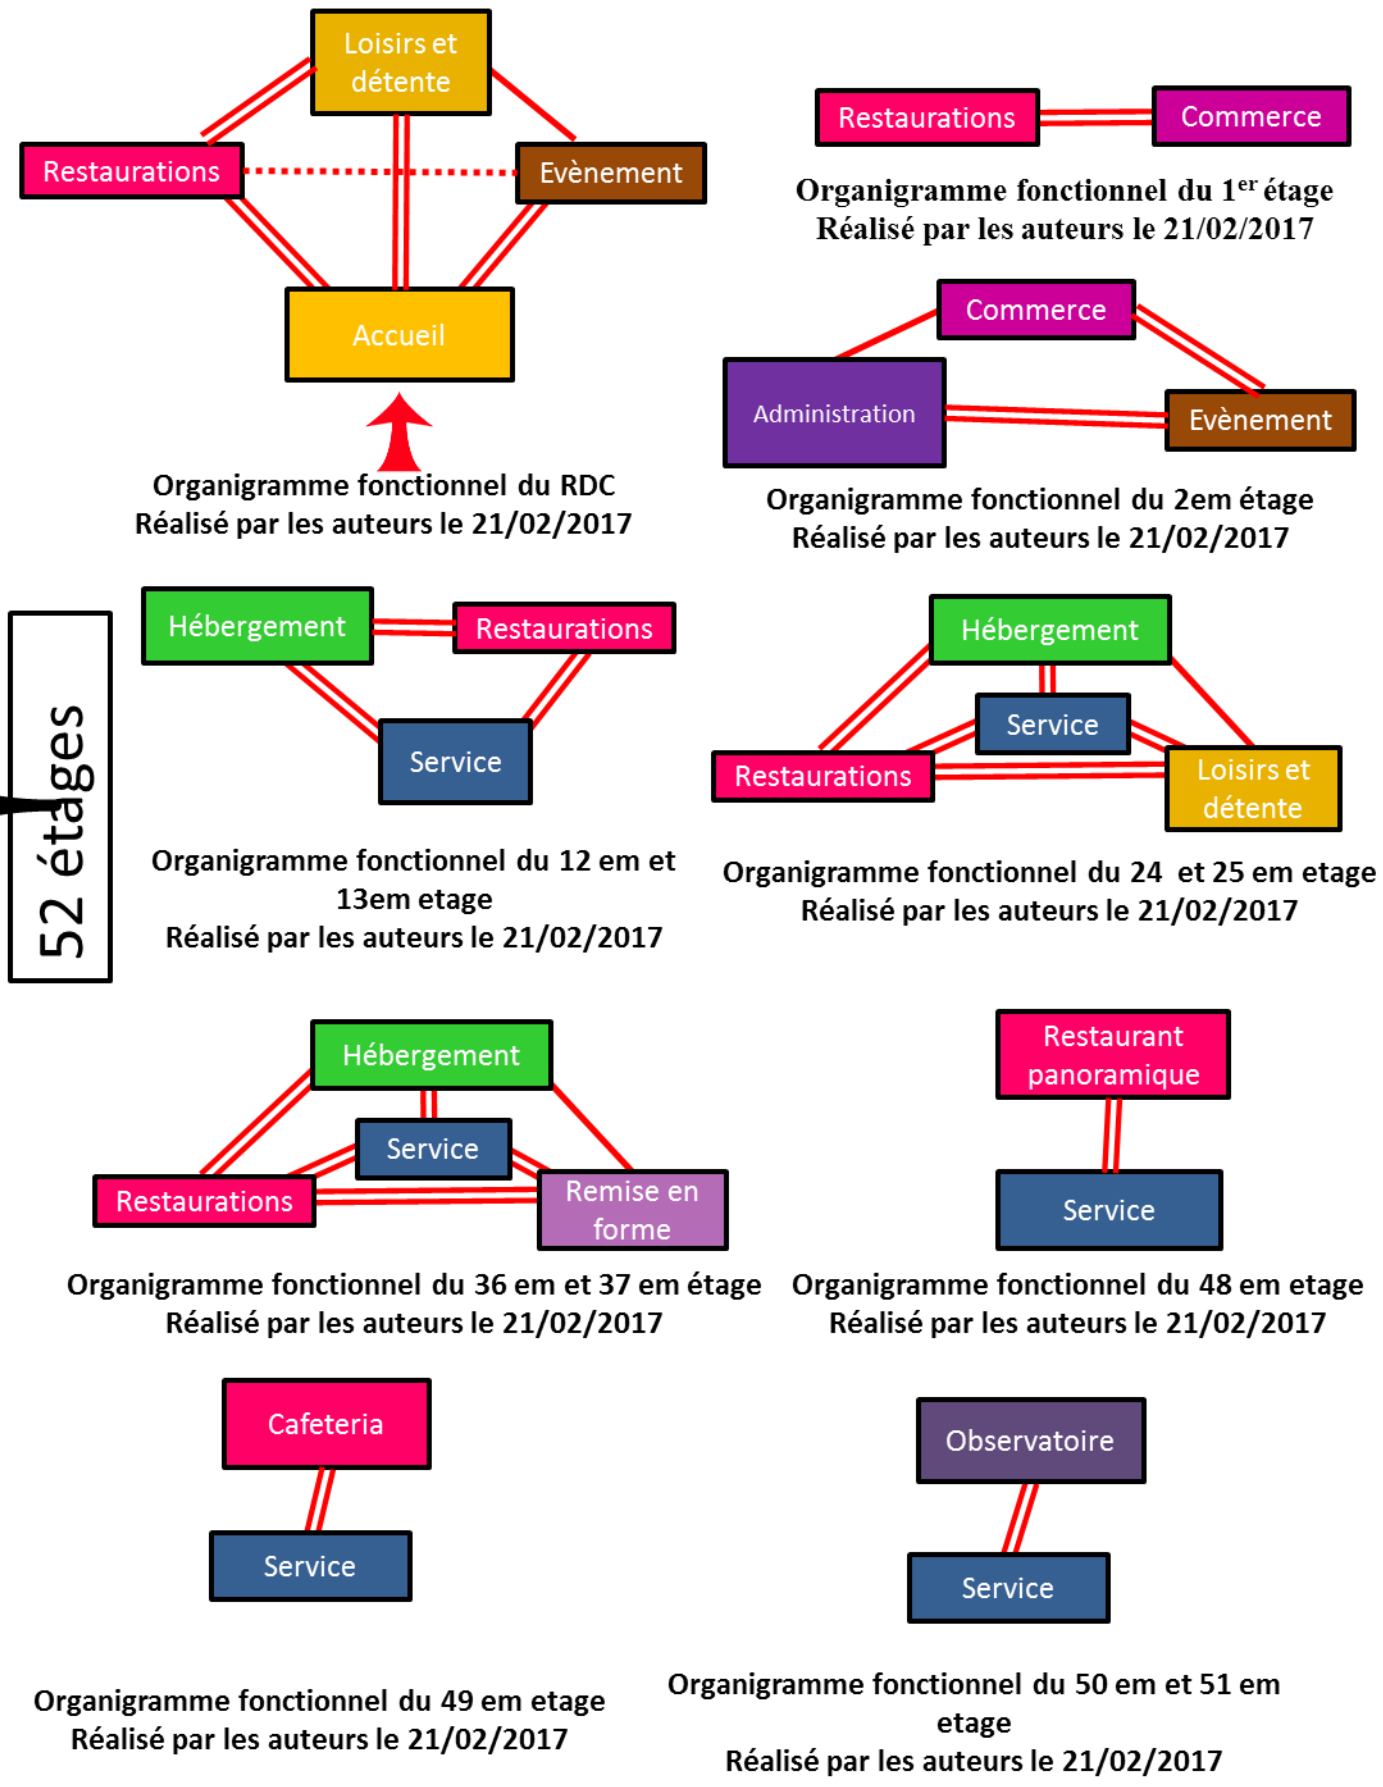 Loisirs et
détente
Restaurations
Evènement
Accueil
Organigramme fonctionnel du RDC
Réalisé par les auteurs le 21/02/2017
Restaurations
Commerce
Organigramme fonctionnel du 1er étage
Réalisé par les auteurs le 21/02/2017
Commerce
Administration
Evènement
Organigramme fonctionnel du 2em étage
Réalisé par les auteurs le 21/02/2017
52 étages
Hébergement
Restaurations
Service
Organigramme fonctionnel du 12 em et
13em etage
Réalisé par les auteurs le 21/02/2017
Hébergement
Service
Restaurations
Loisirs et
détente
Organigramme fonctionnel du 24 et 25 em etage
Réalisé par les auteurs le 21/02/2017
Hébergement
Service
Restaurations
Remise en
forme
Organigramme fonctionnel du 36 em et 37 em étage
Réalisé par les auteurs le 21/02/2017
Restaurant
panoramique
Service
Organigramme fonctionnel du 48 em etage
Réalisé par les auteurs le 21/02/2017
Cafeteria
Service
Organigramme fonctionnel du 49 em etage
Réalisé par les auteurs le 21/02/2017
Observatoire
Service
Organigramme fonctionnel du 50 em et 51 em
etage
Réalisé par les auteurs le 21/02/2017